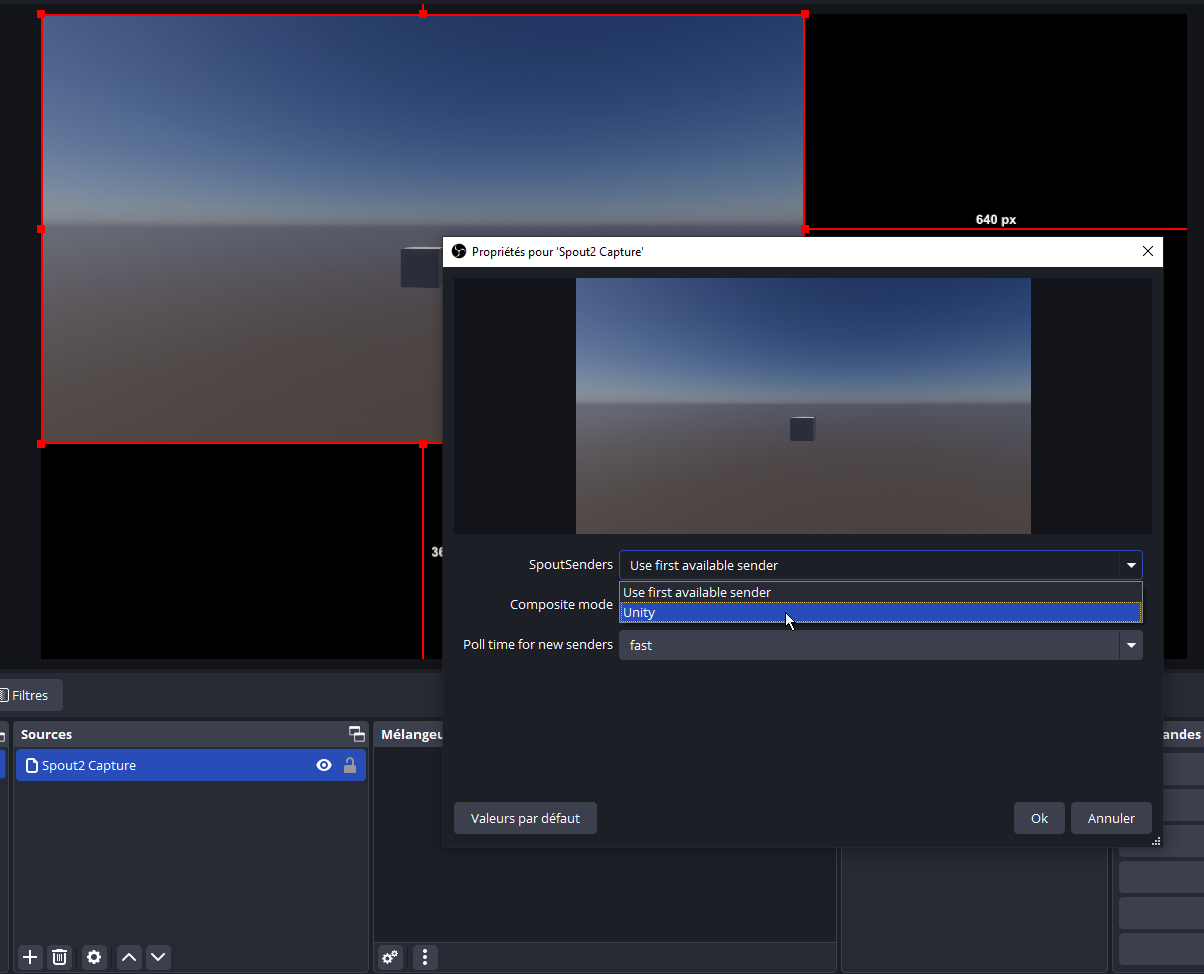 640 px
Propriétés pour 'Spout2 Capture'
36
SpoutSenders
Use first available sender
Use first available sender
Unity
Composite mode
Poll time for new senders
fast
Filtres
Sources
Mélangeu
andes
Spout2 Capture
Valeurs par défaut
Ok
Annuler